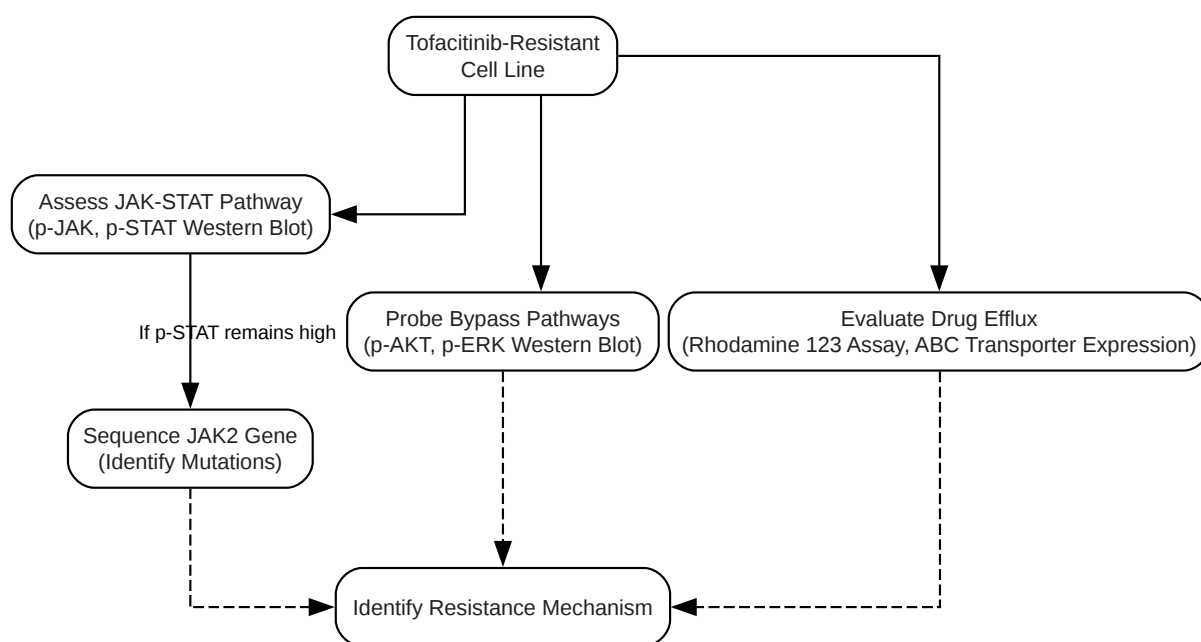 Tofacitinib-Resistant
Cell Line
Assess JAK-STAT Pathway
(p-JAK, p-STAT Western Blot)
If p-STAT remains high
Probe Bypass Pathways
(p-AKT, p-ERK Western Blot)
Evaluate Drug Efflux
(Rhodamine 123 Assay, ABC Transporter Expression)
Sequence JAK2 Gene
(Identify Mutations)
Identify Resistance Mechanism